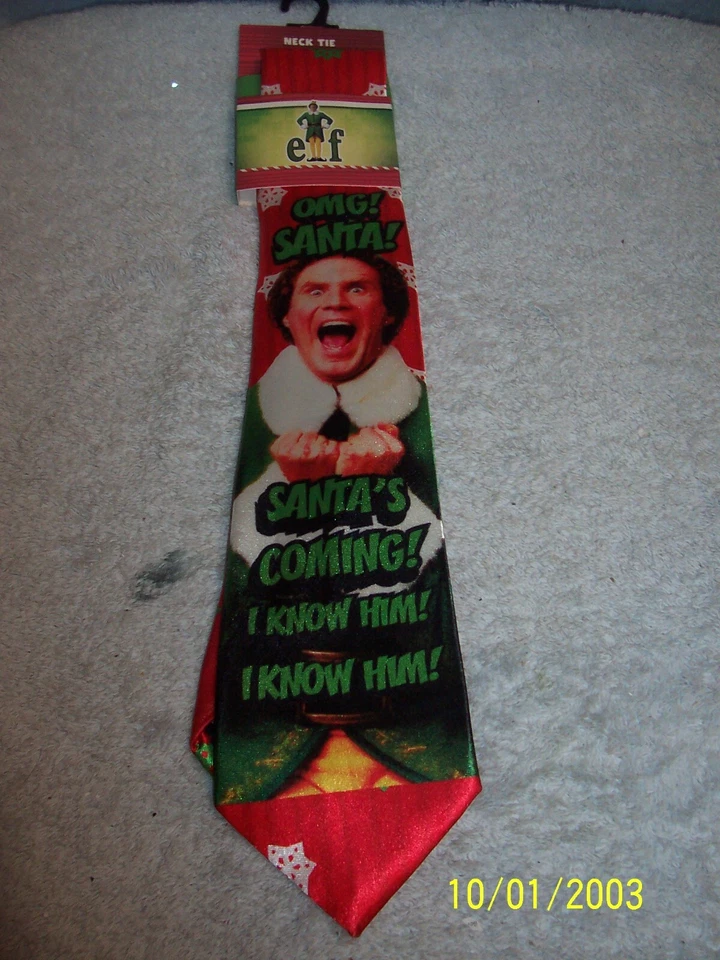 NECK TIE
elf
OMG!
SANTA!
SANTA'S
COMING!
I KNOW HIM!
I KNOW HIM!
10/01/2003